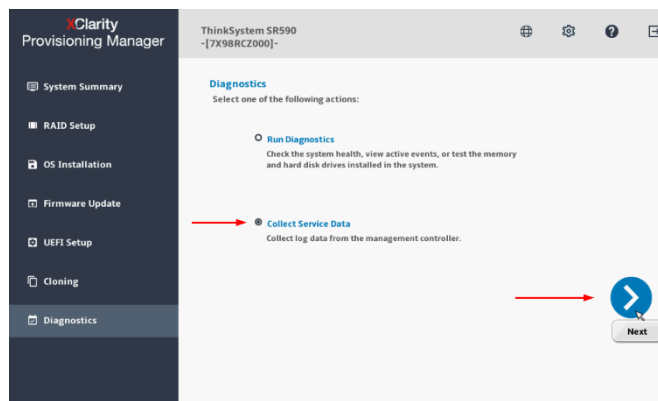 XClarity
Provisioning Manager
ThinkSystem SR590
-[7X98RCZ000]-
System Summary
RAID Setup
OS Installation
Firmware Update
UEFI Setup
Cloning
Diagnostics
Diagnostics
Select one of the following actions:
Run Diagnostics
Check the system health, view active events, or test the memory
and hard disk drives installed in the system.
Collect Service Data
Collect log data from the management controller.
Next